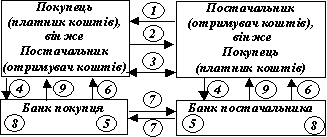 Покупець
(платник коштів),
він же
Постачальник
(отримувач коштів)
1
2
3
Постачальник
(отримувач коштів),
він же
Покупець
(платник коштів)
4
9
6
7
7
4
9
6
Банк покупця
8
5
Банк постачальника
5
8